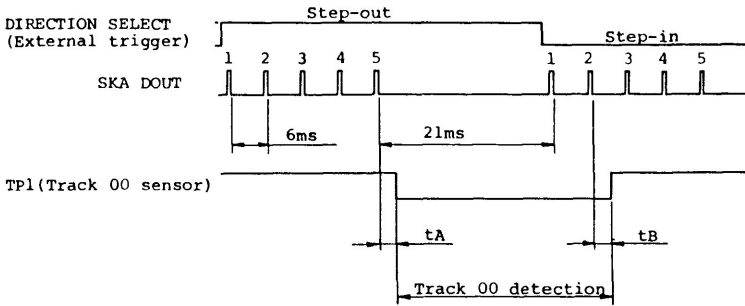 DIRECTION SELECT
(External trigger)
Step-out
Step-in
1 2 3 4 5 1 2 3 4 5
SKA DOUT
6ms 21ms
TP1(Track 00 sensor)
tA tB
Track 00 detection